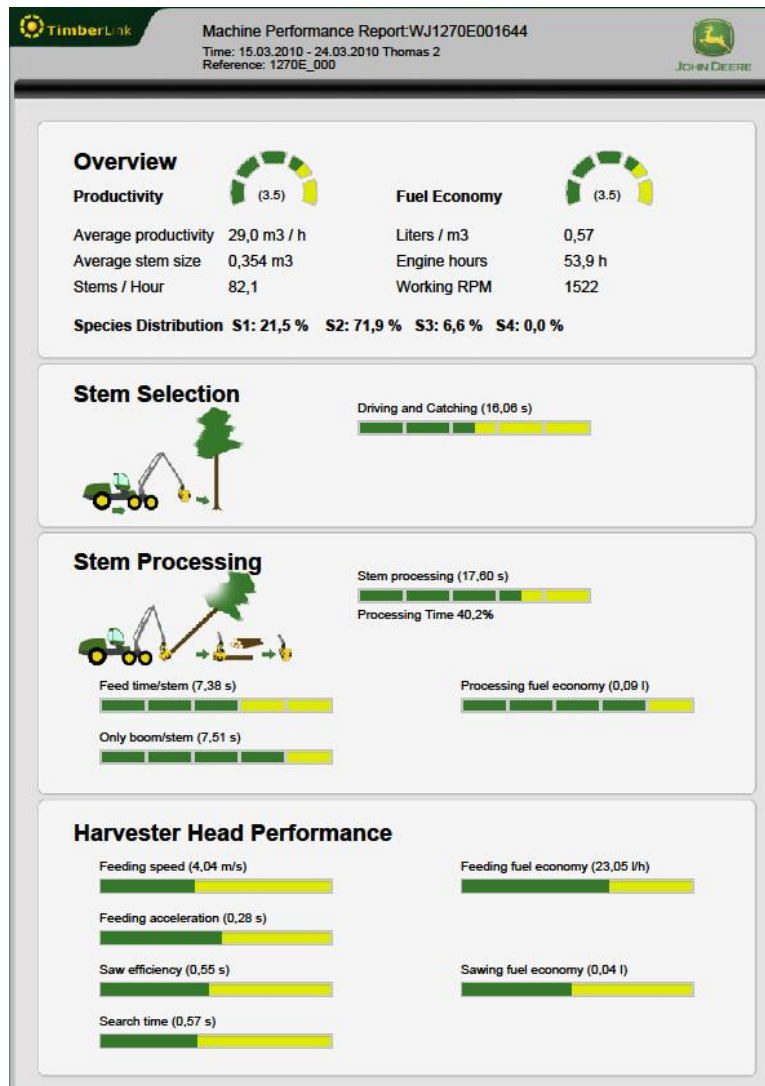 TimberLink
Machine Performance Report:WJ1270E001644
Time: 15.03.2010 - 24.03.2010 Thomas 2
Reference: 1270E_000
JOHN DEERE
Overview
Productivity (3.5) Fuel Economy (3.5)
Average productivity 29,0 m3 / h Liters / m3 0,57
Average stem size 0,354 m3 Engine hours 53,9 h
Stems / Hour 82,1 Working RPM 1522
Species Distribution S1: 21,5 % S2: 71,9 % S3: 6,6 % S4: 0,0 %
Stem Selection
Driving and Catching (16,06 s)
Stem Processing
Stem processing (17,60 s)
Processing Time 40,2%
Feed time/stem (7,38 s) Processing fuel economy (0,09 l)
Only boom/stem (7,51 s)
Harvester Head Performance
Feeding speed (4,04 m/s) Feeding fuel economy (23,05 l/h)
Feeding acceleration (0,28 s)
Saw efficiency (0,55 s) Sawing fuel economy (0,04 l)
Search time (0,57 s)